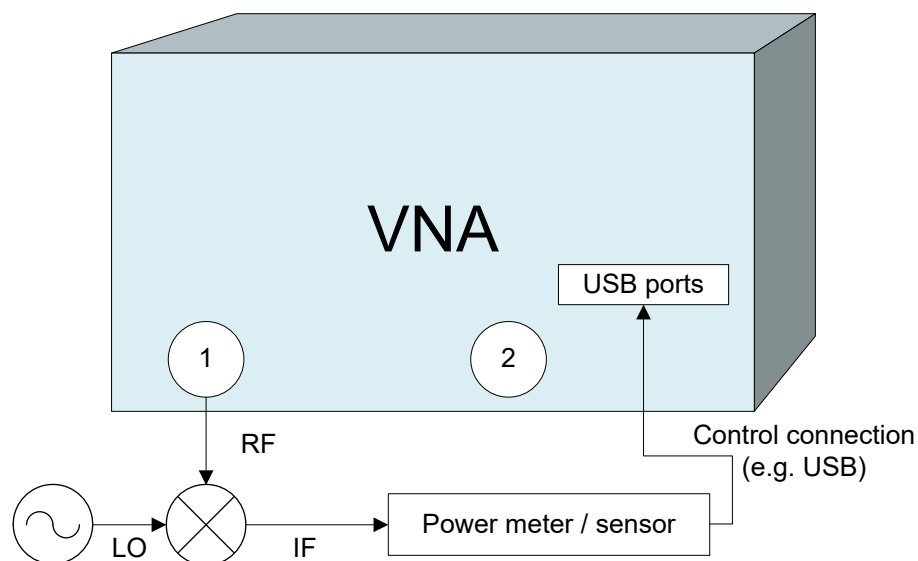 VNA
USB ports
1
2
RF
Control connection
(e.g. USB)
LO
IF
Power meter / sensor